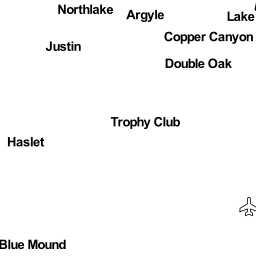 Northlake
Argyle
Lake
Copper Canyon
Justin
Double Oak
Trophy Club
Haslet
Blue Mound